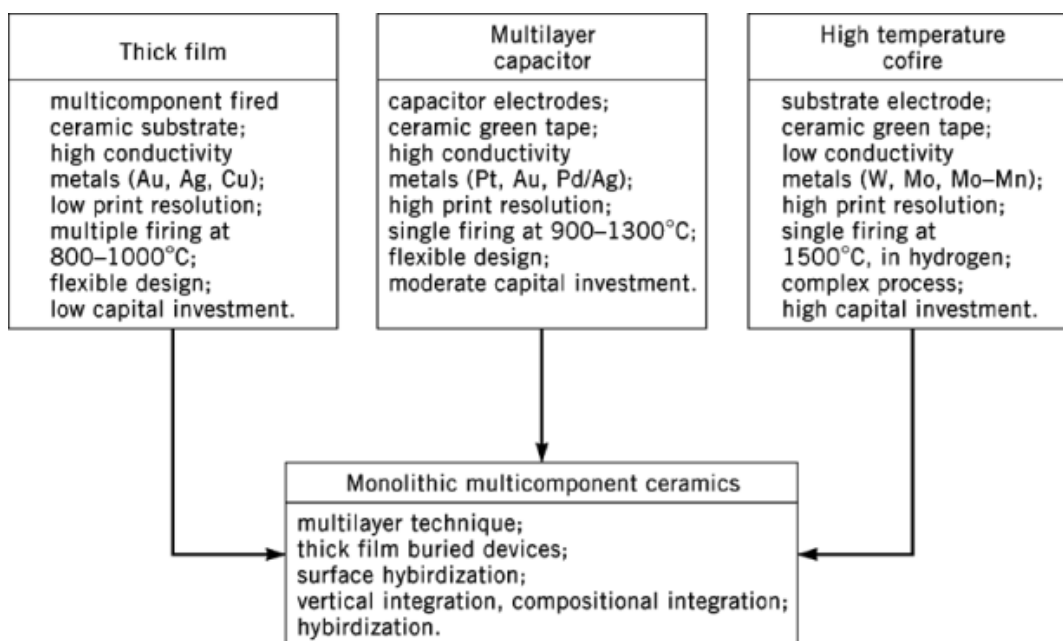 Thick film
multicomponent fired
ceramic substrate;
high conductivity
metals (Au, Ag, Cu);
low print resolution;
multiple firing at
800–1000°C;
flexible design;
low capital investment.
Multilayer
capacitor
capacitor electrodes;
ceramic green tape;
high conductivity
metals (Pt, Au, Pd/Ag);
high print resolution;
single firing at 900–1300°C;
flexible design;
moderate capital investment.
High temperature
cofire
substrate electrode;
ceramic green tape;
low conductivity
metals (W, Mo, Mo–Mn);
high print resolution;
single firing at
1500°C, in hydrogen;
complex process;
high capital investment.
Monolithic multicomponent ceramics
multilayer technique;
thick film buried devices;
surface hybirdization;
vertical integration, compositional integration;
hybirdization.